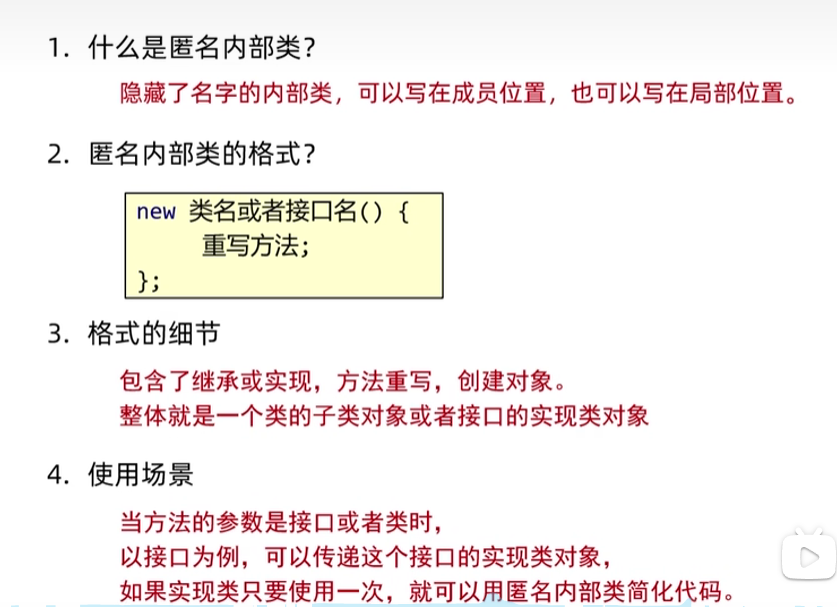 1. 什么是匿名内部类？
隐藏了名字的内部类，可以写在成员位置，也可以写在局部位置。
2. 匿名内部类的格式？
new 类名或者接口名() {
重写方法;
};
3. 格式的细节
包含了继承或实现，方法重写，创建对象。
整体就是一个类的子类对象或者接口的实现类对象
4. 使用场景
当方法的参数是接口或者类时，
以接口为例，可以传递这个接口的实现类对象，
如果实现类只要使用一次，就可以用匿名内部类简化代码。